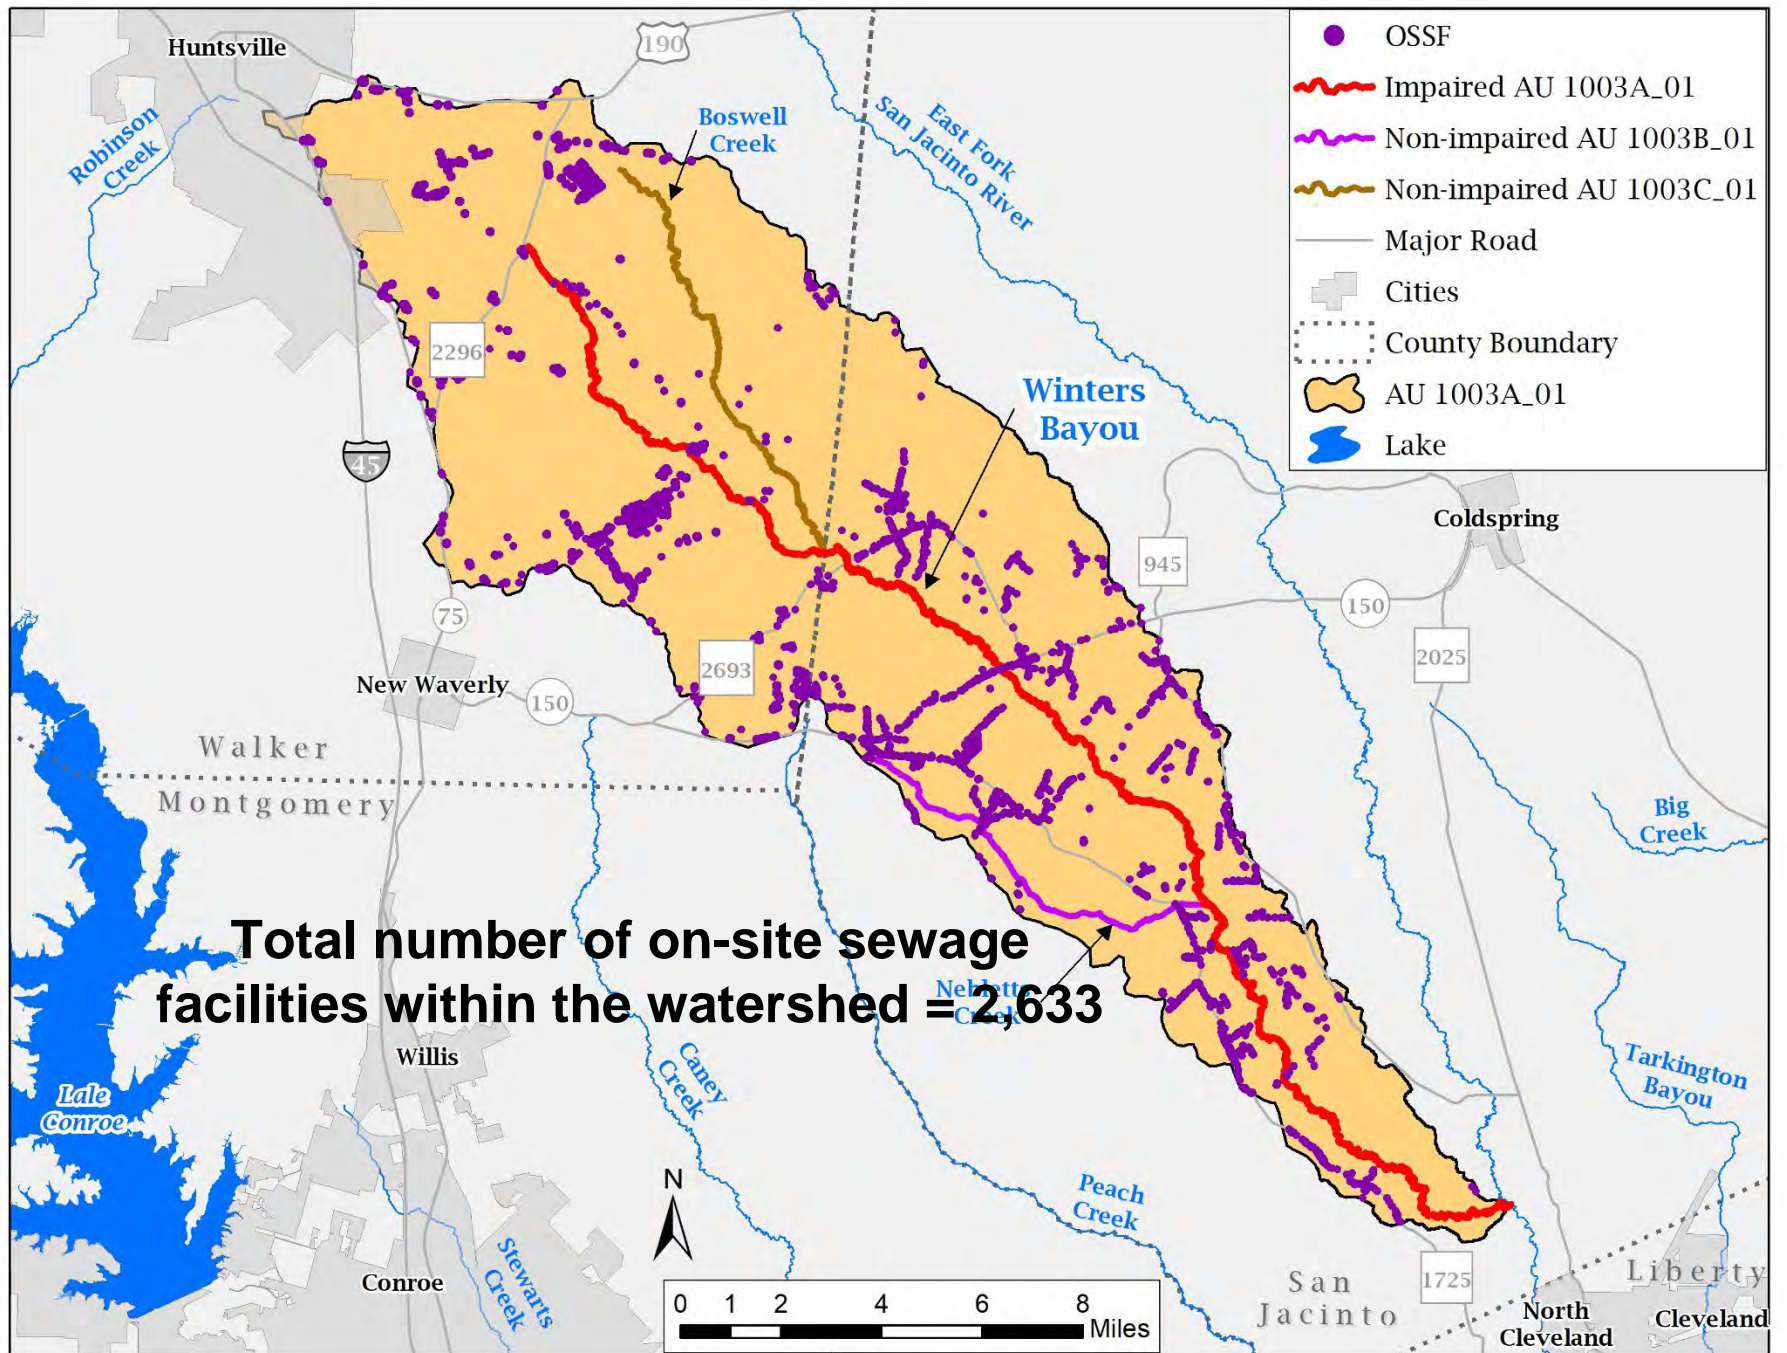 Huntsville
190
Robinson
Creek
Boswell
Creek
East Fork
San Jacinto River
OSSF
Impaired AU 1003A_01
Non-impaired AU 1003B_01
Non-impaired AU 1003C_01
Major Road
Cities
County Boundary
AU 1003A_01
Lake
2296
45
Winters
Bayou
Coldspring
945
150
75
2025
2693
New Waverly
150
Walker
Montgomery
Big
Creek
Total number of on-site sewage
facilities within the watershed = 2,633
Nebletts
Creek
Willis
Caney
Creek
Tarkington
Bayou
Lale
Conroe
N
Peach
Creek
Stewarts
Creek
Conroe
0 1 2 4 6 8
Miles
San
Jacinto
1725
Liberty
North
Cleveland
Cleveland